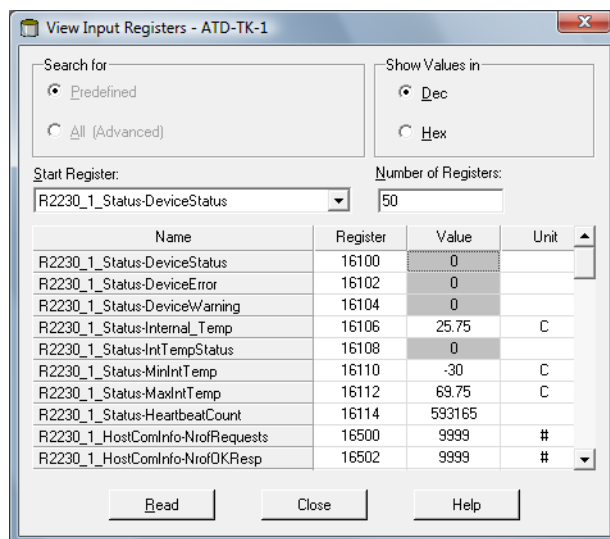 View Input Registers - ATD-TK-1
Search for
Predefined
All (Advanced)
Show Values in
Dec
Hex
Start Register:
R2230_1_Status-DeviceStatus
Number of Registers:
50
Name Register Value Unit
R2230_1_Status-DeviceStatus 16100 0
R2230_1_Status-DeviceError 16102 0
R2230_1_Status-DeviceWarning 16104 0
R2230_1_Status-Internal_Temp 16106 25.75 C
R2230_1_Status-IntTempStatus 16108 0
R2230_1_Status-MinIntTemp 16110 -30 C
R2230_1_Status-MaxIntTemp 16112 69.75 C
R2230_1_Status-HeartbeatCount 16114 593165
R2230_1_HostComInfo-NrofRequests 16500 9999 #
R2230_1_HostComInfo-NrofOKResp 16502 9999 #
Read Close Help